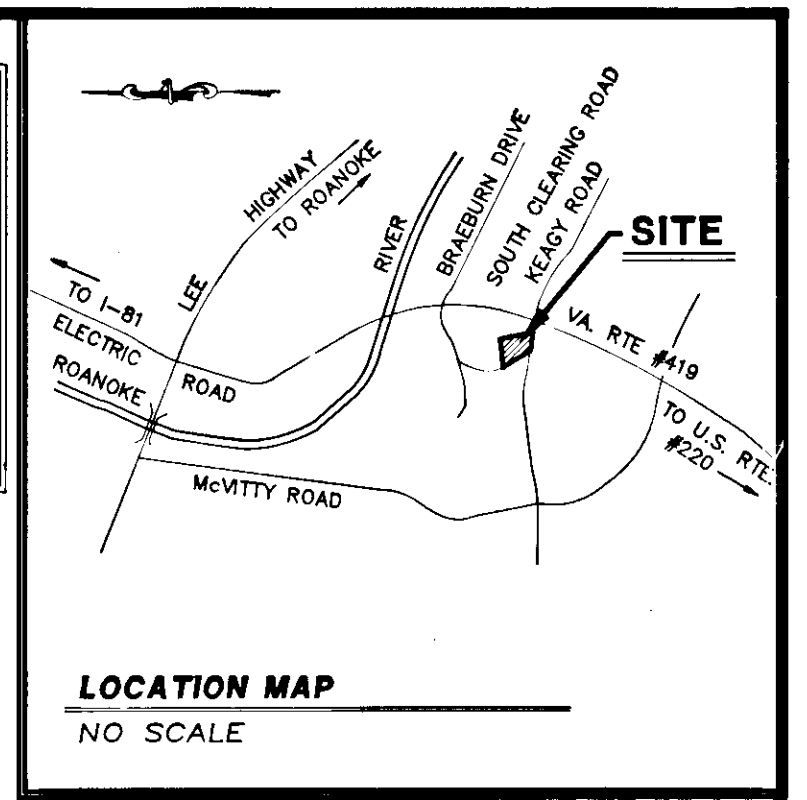 LEE HIGHWAY
TO ROANOKE
RIVER
BRAEBURN DRIVE
SOUTH CLEARING ROAD
KEAGY ROAD
SITE
TO I-81
ELECTRIC ROAD
ROANOKE
VA. RTE #419
TO U.S. RTE.
#220
McVITTY ROAD
LOCATION MAP
NO SCALE